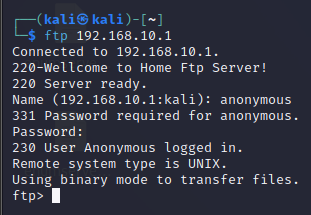 ┌──(kali㉿kali)-[~]
└─$ ftp 192.168.10.1
Connected to 192.168.10.1.
220-Wellcome to Home Ftp Server!
220 Server ready.
Name (192.168.10.1:kali): anonymous
331 Password required for anonymous.
Password:
230 User Anonymous logged in.
Remote system type is UNIX.
Using binary mode to transfer files.
ftp>